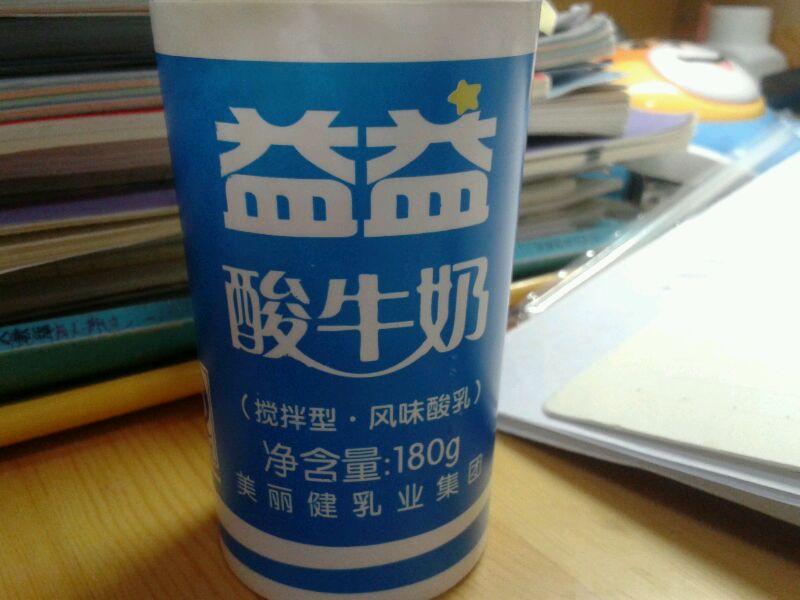 益益
酸牛奶
(搅拌型·风味酸乳)
净含量:180g
美丽健乳业集团